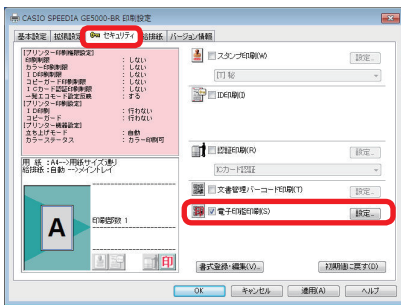 CASIO SPEEDIA GE5000-BR 印刷設定
基本設定 拡張設定 セキュリティ 給排紙 バージョン情報
[プリンター印刷権限設定]
印刷制限 : しない
カラー印刷制限 : しない
ＩＤ印刷制限 : しない
コピーガード印刷制限 : しない
ＩＣカード認証印刷制限 : しない
一発エコモード設定反映 : する
[プリンター印刷設定]
ＩＤ印刷 : 行わない
コピーガード : 行わない
[プリンター機器設定]
立ち上げモード : 自動
カラーステータス : カラー印刷可
用 紙 :A4-->用紙サイズ通り
給排紙 :自動 -->メイントレイ
A
印刷部数 1
印
スタンプ印刷(W)
設定...
[T] 秘
ID印刷(I)
認証印刷(R)
設定...
ICカード認証
文書管理バーコード印刷(T)
設定...
電子印鑑印刷(S)
設定...
書式登録・編集(V)...
初期値に戻す(D)
OK
キャンセル
適用(A)
ヘルプ